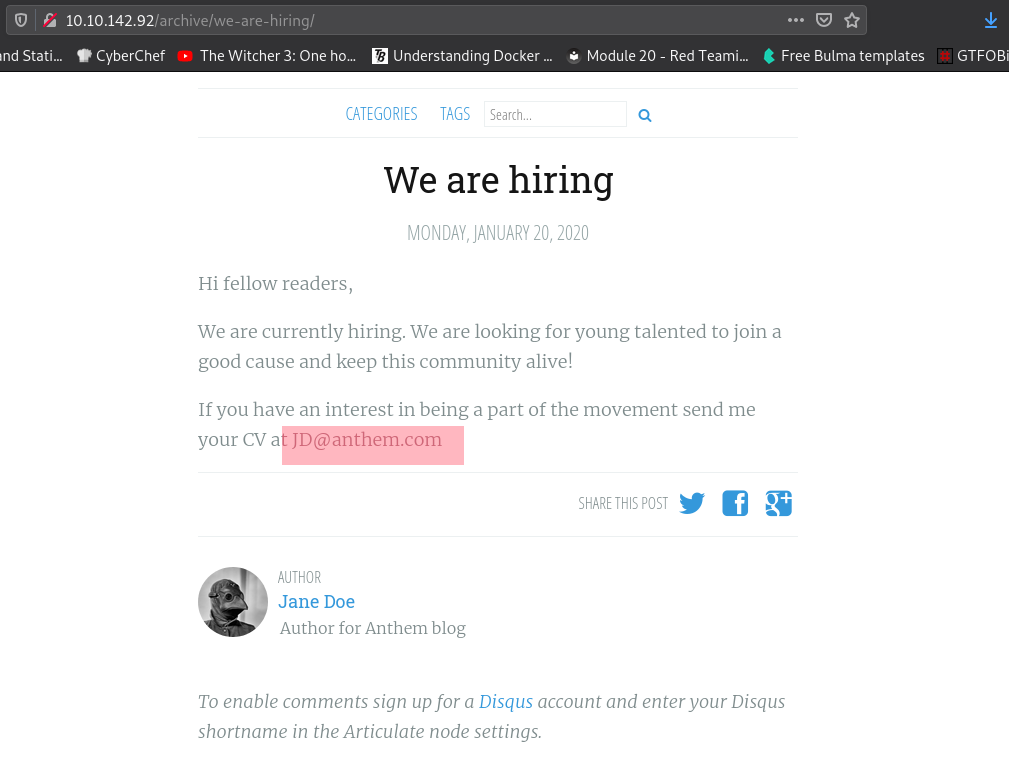 10.10.142.92/archive/we-are-hiring/
nd Stati... CyberChef The Witcher 3: One ho... Understanding Docker ... Module 20 - Red Teami... Free Bulma templates GTFOBi
CATEGORIES TAGS Search...
We are hiring
MONDAY, JANUARY 20, 2020
Hi fellow readers,
We are currently hiring. We are looking for young talented to join a
good cause and keep this community alive!
If you have an interest in being a part of the movement send me
your CV at JD@anthem.com
SHARE THIS POST
AUTHOR
Jane Doe
Author for Anthem blog
To enable comments sign up for a Disqus account and enter your Disqus
shortname in the Articulate node settings.